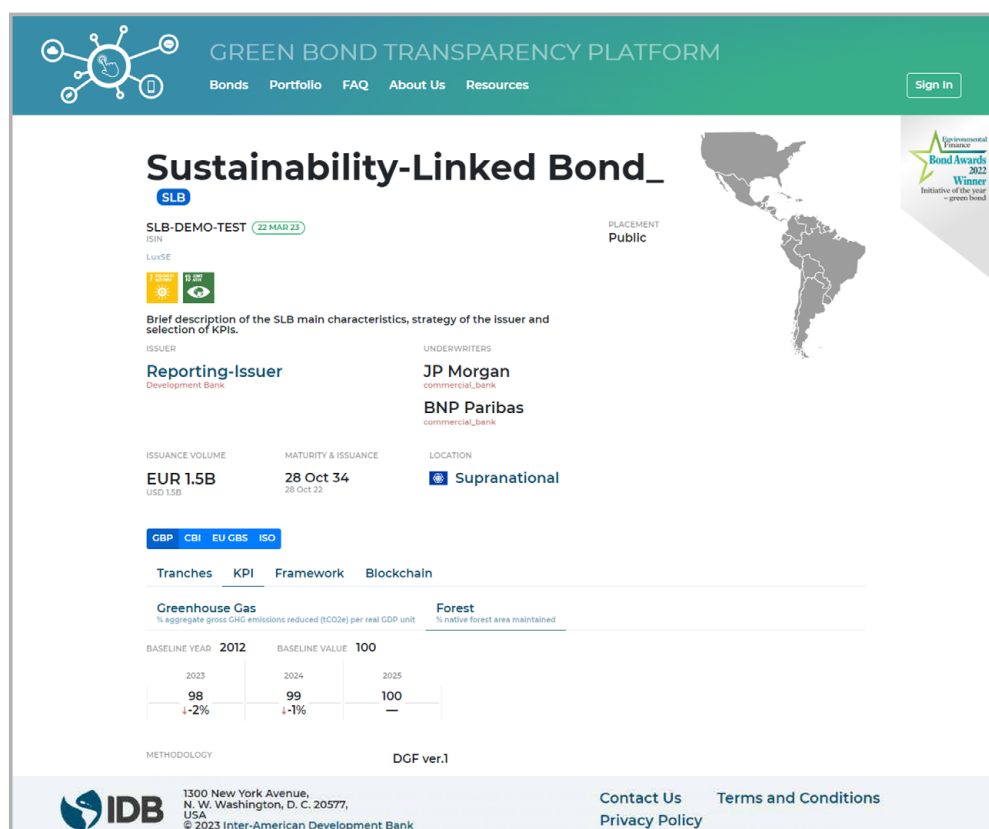 GREEN BOND TRANSPARENCY PLATFORM
Bonds Portfolio FAQ About Us Resources
Sign In
Environmental
Finance
Bond Awards
2022
Winner
Initiative of the year
– green bond
Sustainability-Linked Bond_
SLB
SLB-DEMO-TEST 22 MAR 23
ISIN
LuxSE
PLACEMENT
Public
Brief description of the SLB main characteristics, strategy of the issuer and
selection of KPIs.
ISSUER
Reporting-Issuer
Development Bank
UNDERWRITERS
JP Morgan
commercial_bank
BNP Paribas
commercial_bank
ISSUANCE VOLUME
EUR 1.5B
USD 1.5B
MATURITY & ISSUANCE
28 Oct 34
28 Oct 22
LOCATION
Supranational
GBP CBI EU GBS ISO
Tranches KPI Framework Blockchain
Greenhouse Gas
% aggregate gross GHG emissions reduced (tCO2e) per real GDP unit
Forest
% native forest area maintained
BASELINE YEAR 2012 BASELINE VALUE 100
2023 2024 2025
98 99 100
↓-2% ↓-1% —
METHODOLOGY DGF ver.1
IDB
1300 New York Avenue,
N. W. Washington, D. C. 20577,
USA
© 2023 Inter-American Development Bank
Contact Us Terms and Conditions
Privacy Policy